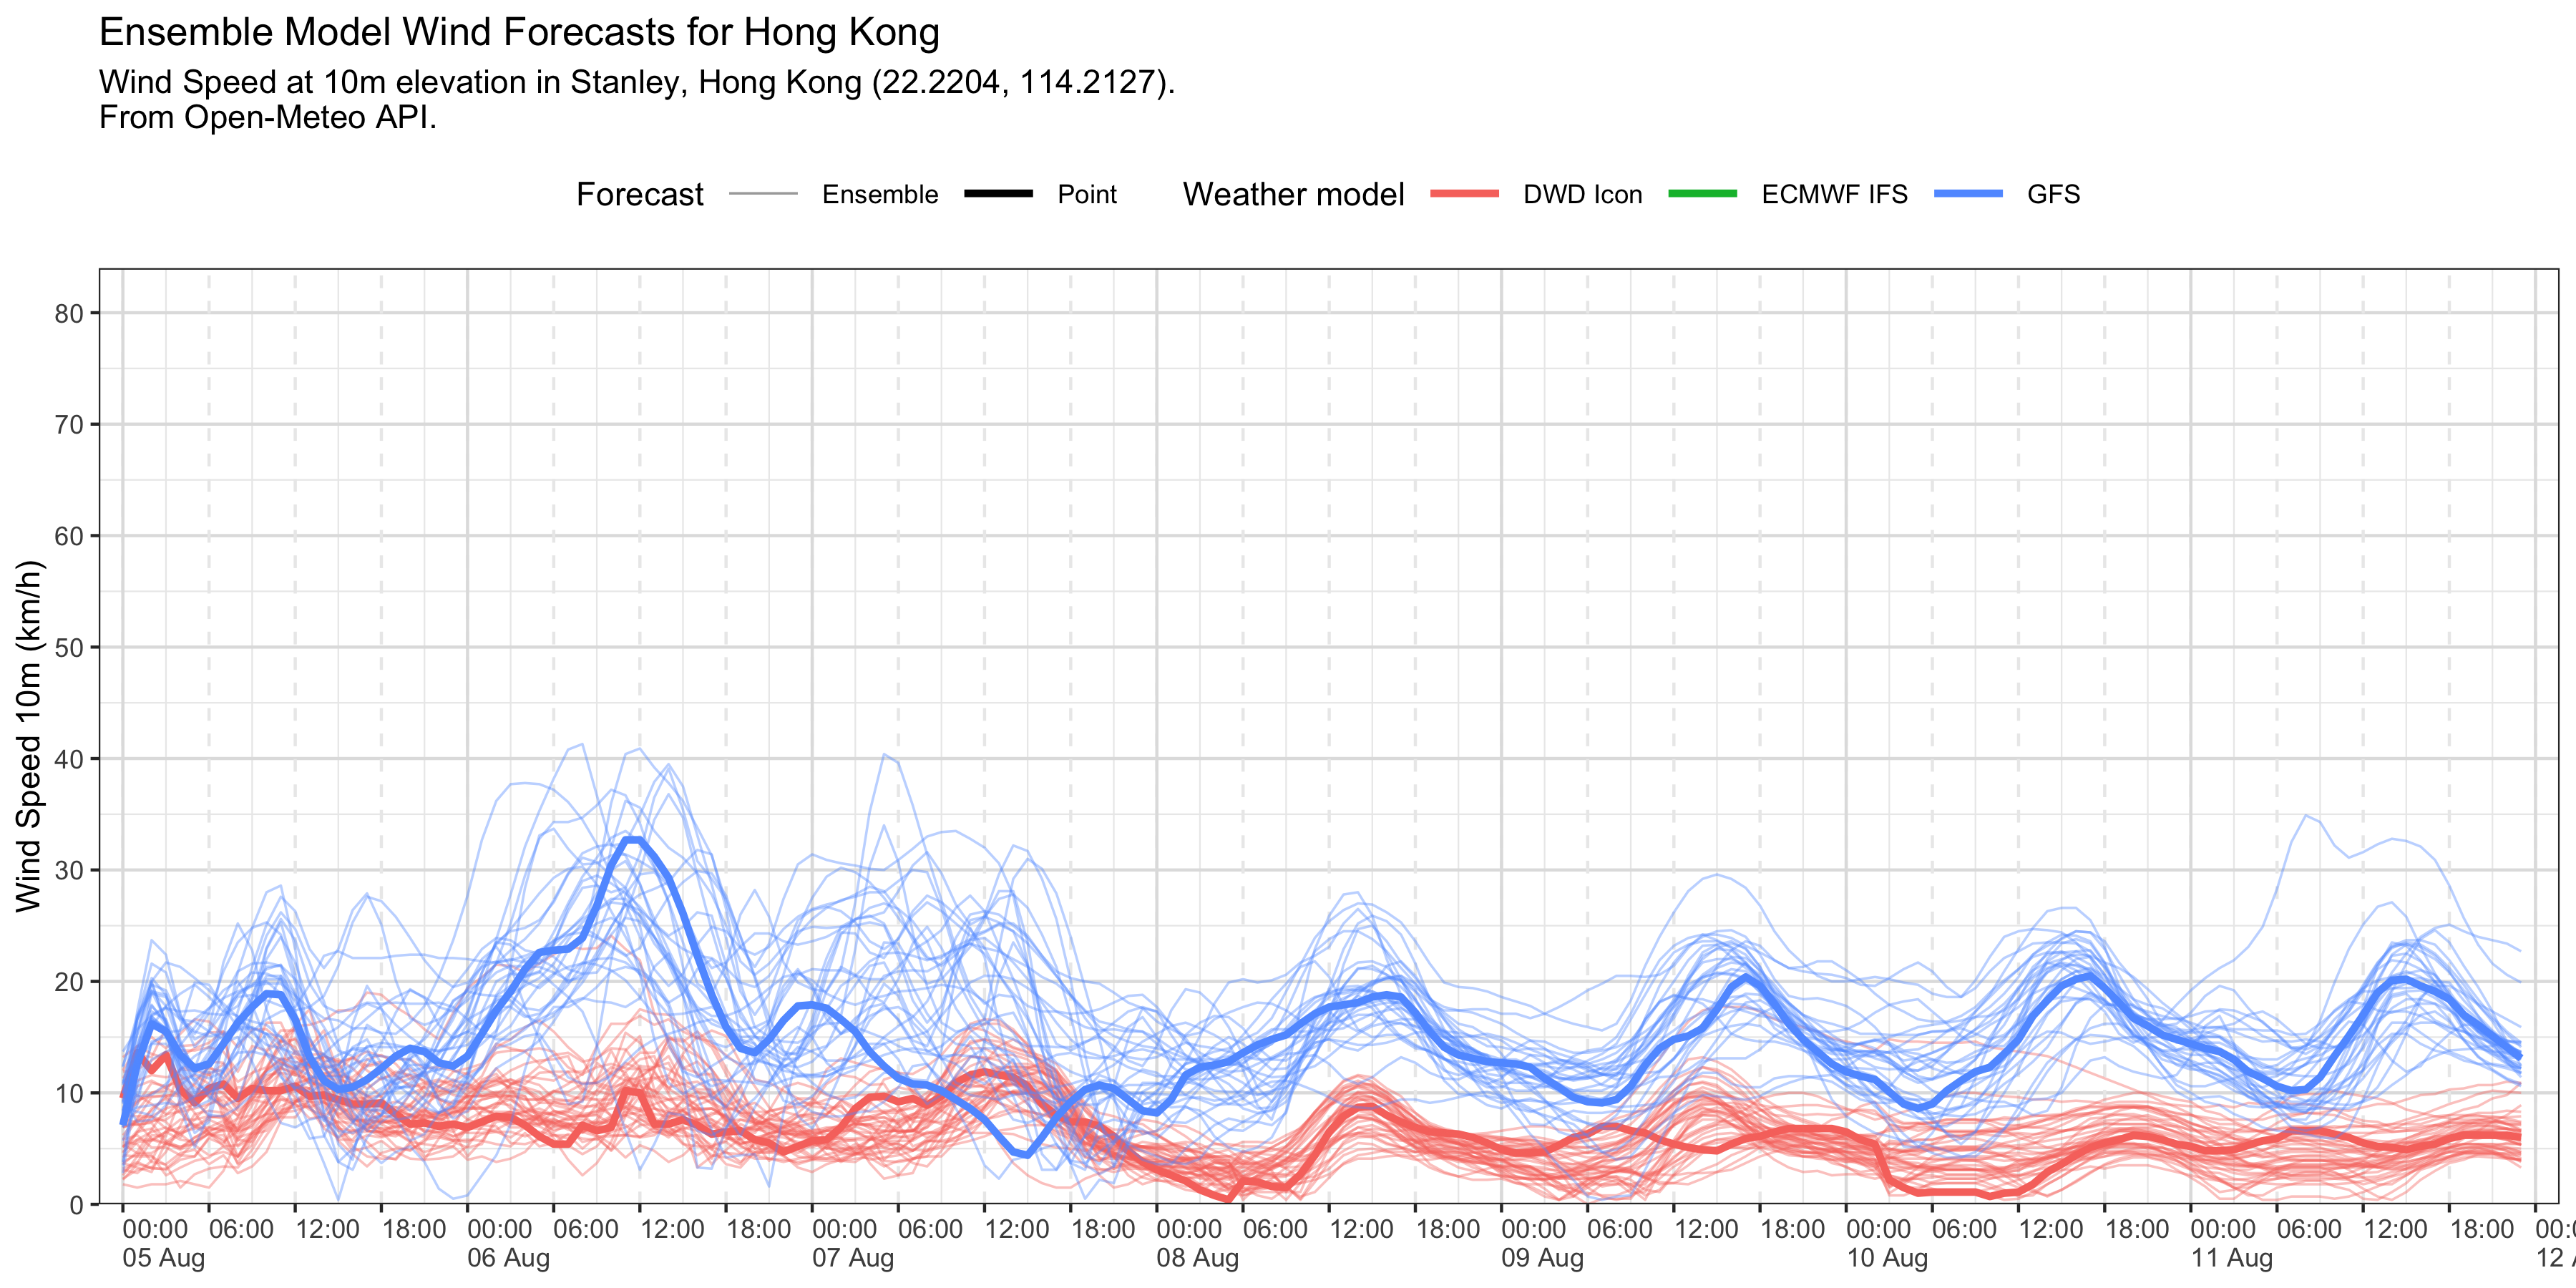 Ensemble Model Wind Forecasts for Hong Kong
Wind Speed at 10m elevation in Stanley, Hong Kong (22.2204, 114.2127).
From Open-Meteo API.
Forecast Ensemble Point Weather model DWD Icon ECMWF IFS GFS
Wind Speed 10m (km/h)
80
70
60
50
40
30
20
10
0
00:00 06:00 12:00 18:00 00:00 06:00 12:00 18:00 00:00 06:00 12:00 18:00 00:00 06:00 12:00 18:00 00:00 06:00 12:00 18:00 00:00 06:00 12:00 18:00 00:00 06:00 12:00 18:00 00:0
05 Aug 06 Aug 07 Aug 08 Aug 09 Aug 10 Aug 11 Aug 12 A